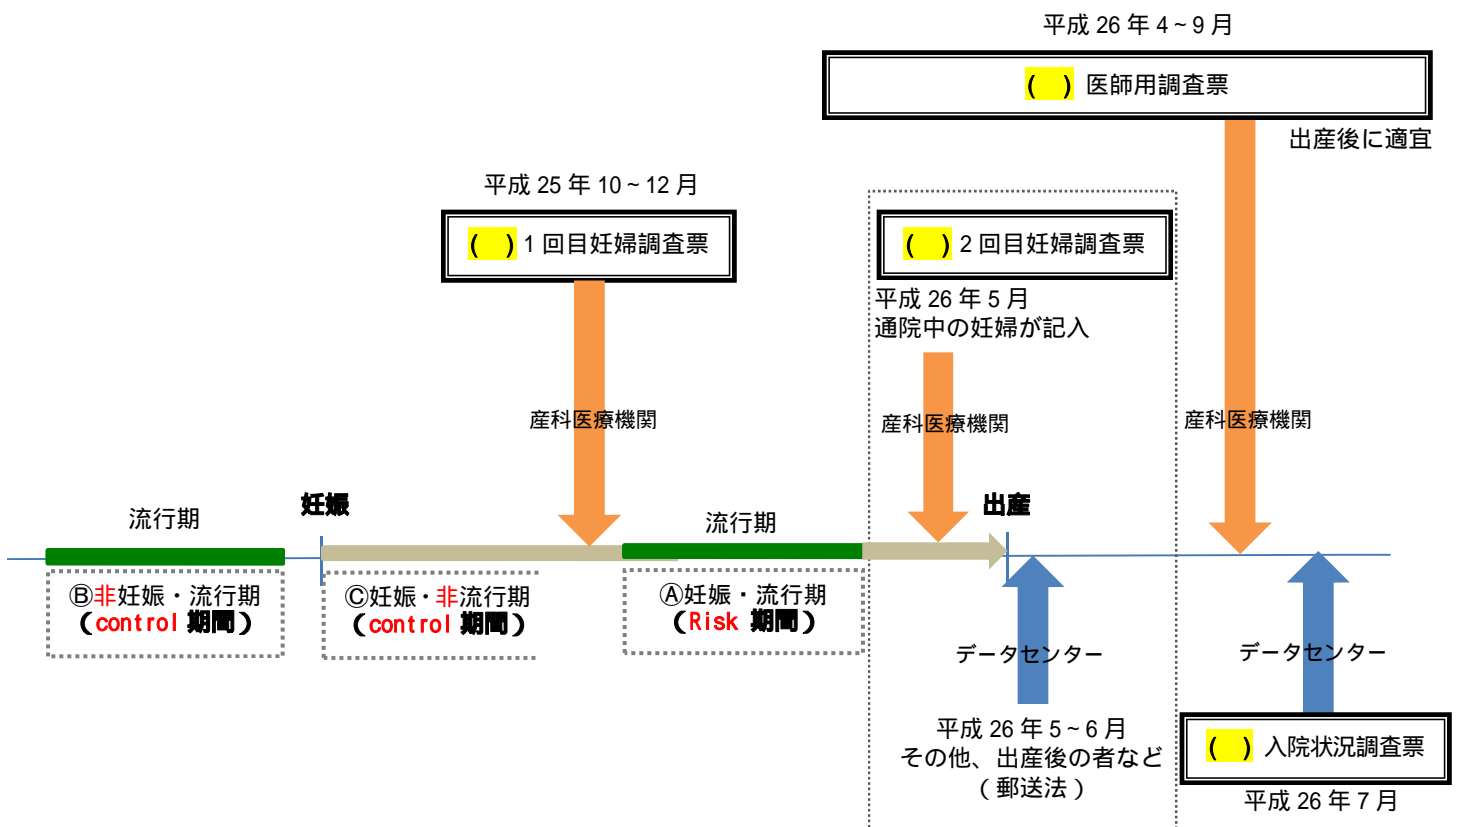 平成 26 年 4~9 月
(　) 医師用調査票
出産後に適宜
平成 25 年 10~12 月
(　) 1 回目妊婦調査票
(　) 2 回目妊婦調査票
平成 26 年 5 月
通院中の妊婦が記入
産科医療機関
産科医療機関
産科医療機関
流行期
妊娠
流行期
出産
Ⓑ非妊娠・流行期
(control 期間)
Ⓒ妊娠・非流行期
(control 期間)
Ⓐ妊娠・流行期
(Risk 期間)
データセンター
データセンター
平成 26 年 5~6 月
その他、出産後の者など
(郵送法)
(　) 入院状況調査票
平成 26 年 7 月